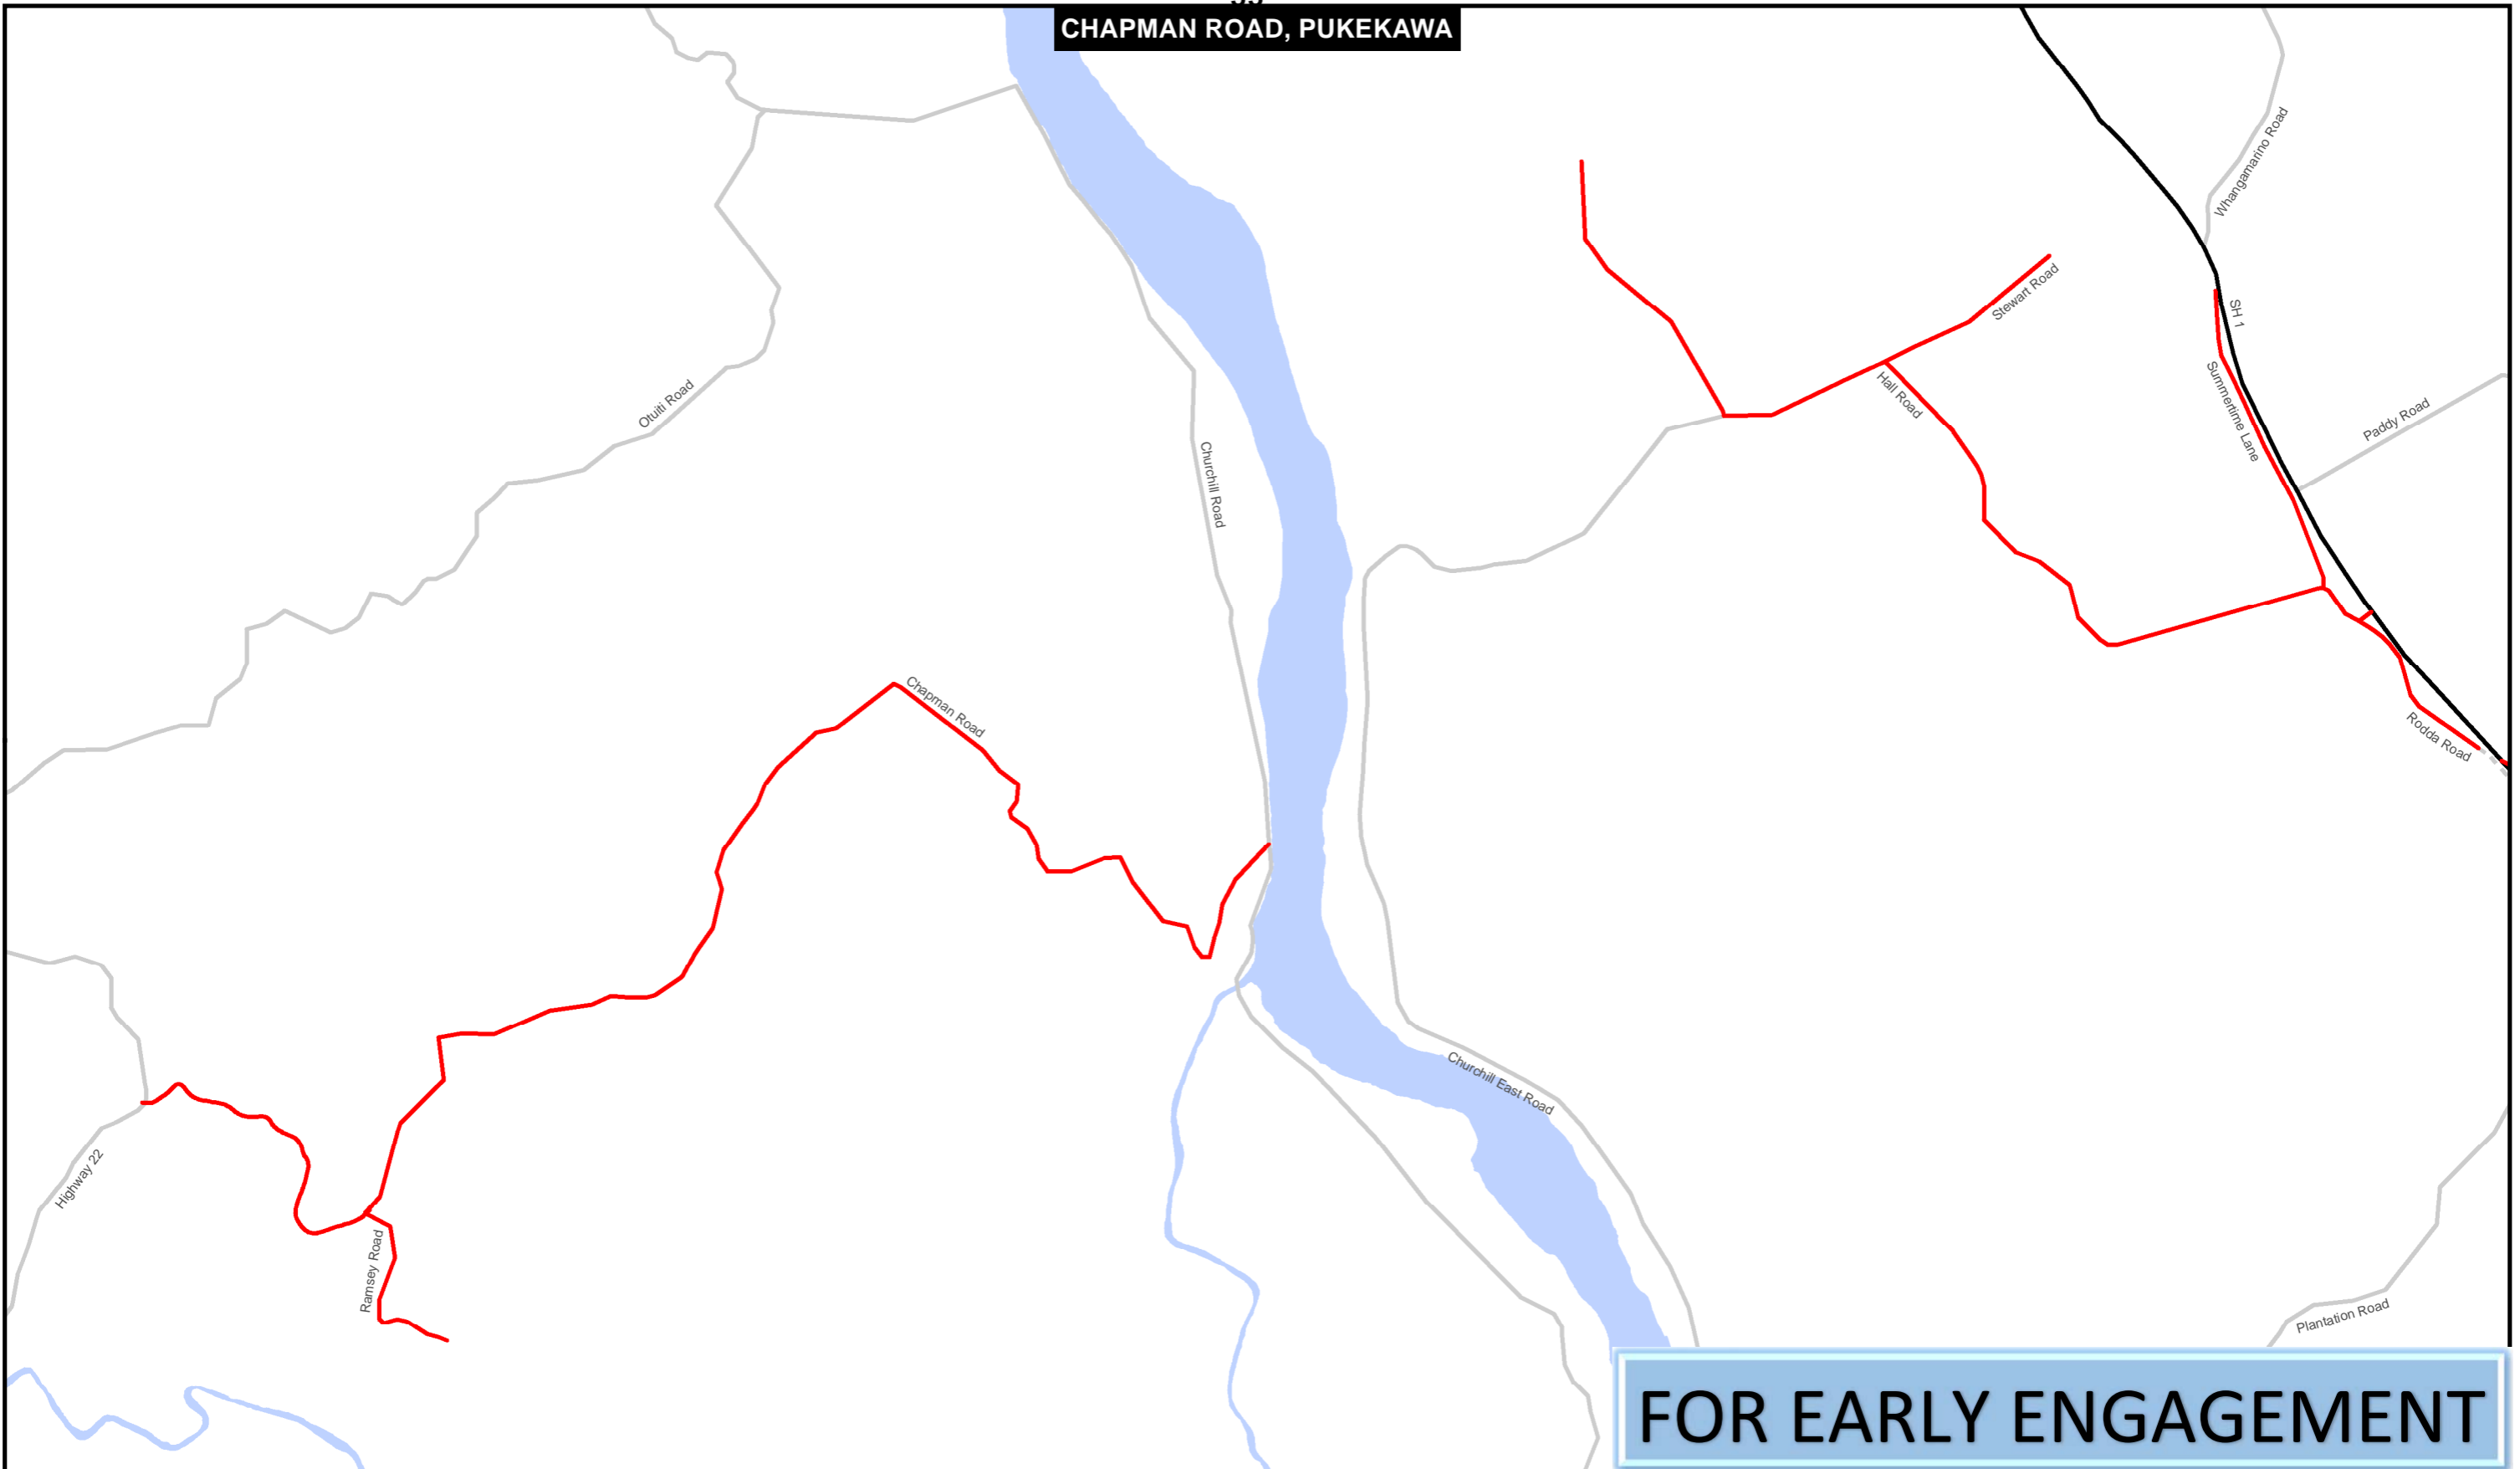 CHAPMAN ROAD, PUKEKAWA
Whangamarino Road
Stewart Road
SH 1
Hall Road
Summertime Lane
Paddy Road
Otuiti Road
Churchill Road
Chapman Road
Rodda Road
Churchill East Road
Highway 22
Ramsey Road
Plantation Road
FOR EARLY ENGAGEMENT